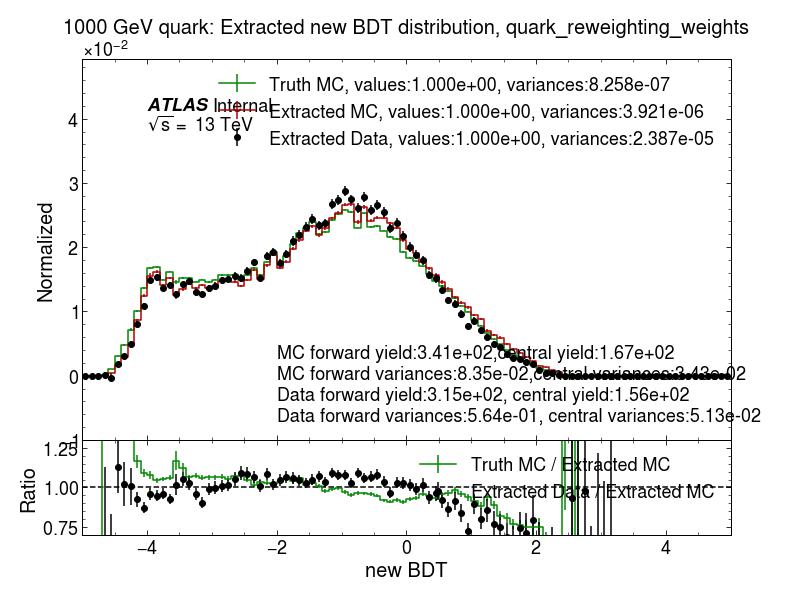 1000 GeV quark: Extracted new BDT distribution, quark_reweighting_weights
×10−2
Truth MC, values:1.000e+00, variances:8.258e-07
ATLAS Internal
Extracted MC, values:1.000e+00, variances:3.921e-06
√s = 13 TeV
Extracted Data, values:1.000e+00, variances:2.387e-05
4
3
2
1
0
Normalized
MC forward yield:3.41e+02,central yield:1.67e+02
MC forward variances:8.35e-02,central variances:3.43e-02
Data forward yield:3.15e+02, central yield:1.56e+02
Data forward variances:5.64e-01, central variances:5.13e-02
1.25
1.00
0.75
Ratio
Truth MC / Extracted MC
Extracted Data / Extracted MC
−4
−2
0
2
4
new BDT